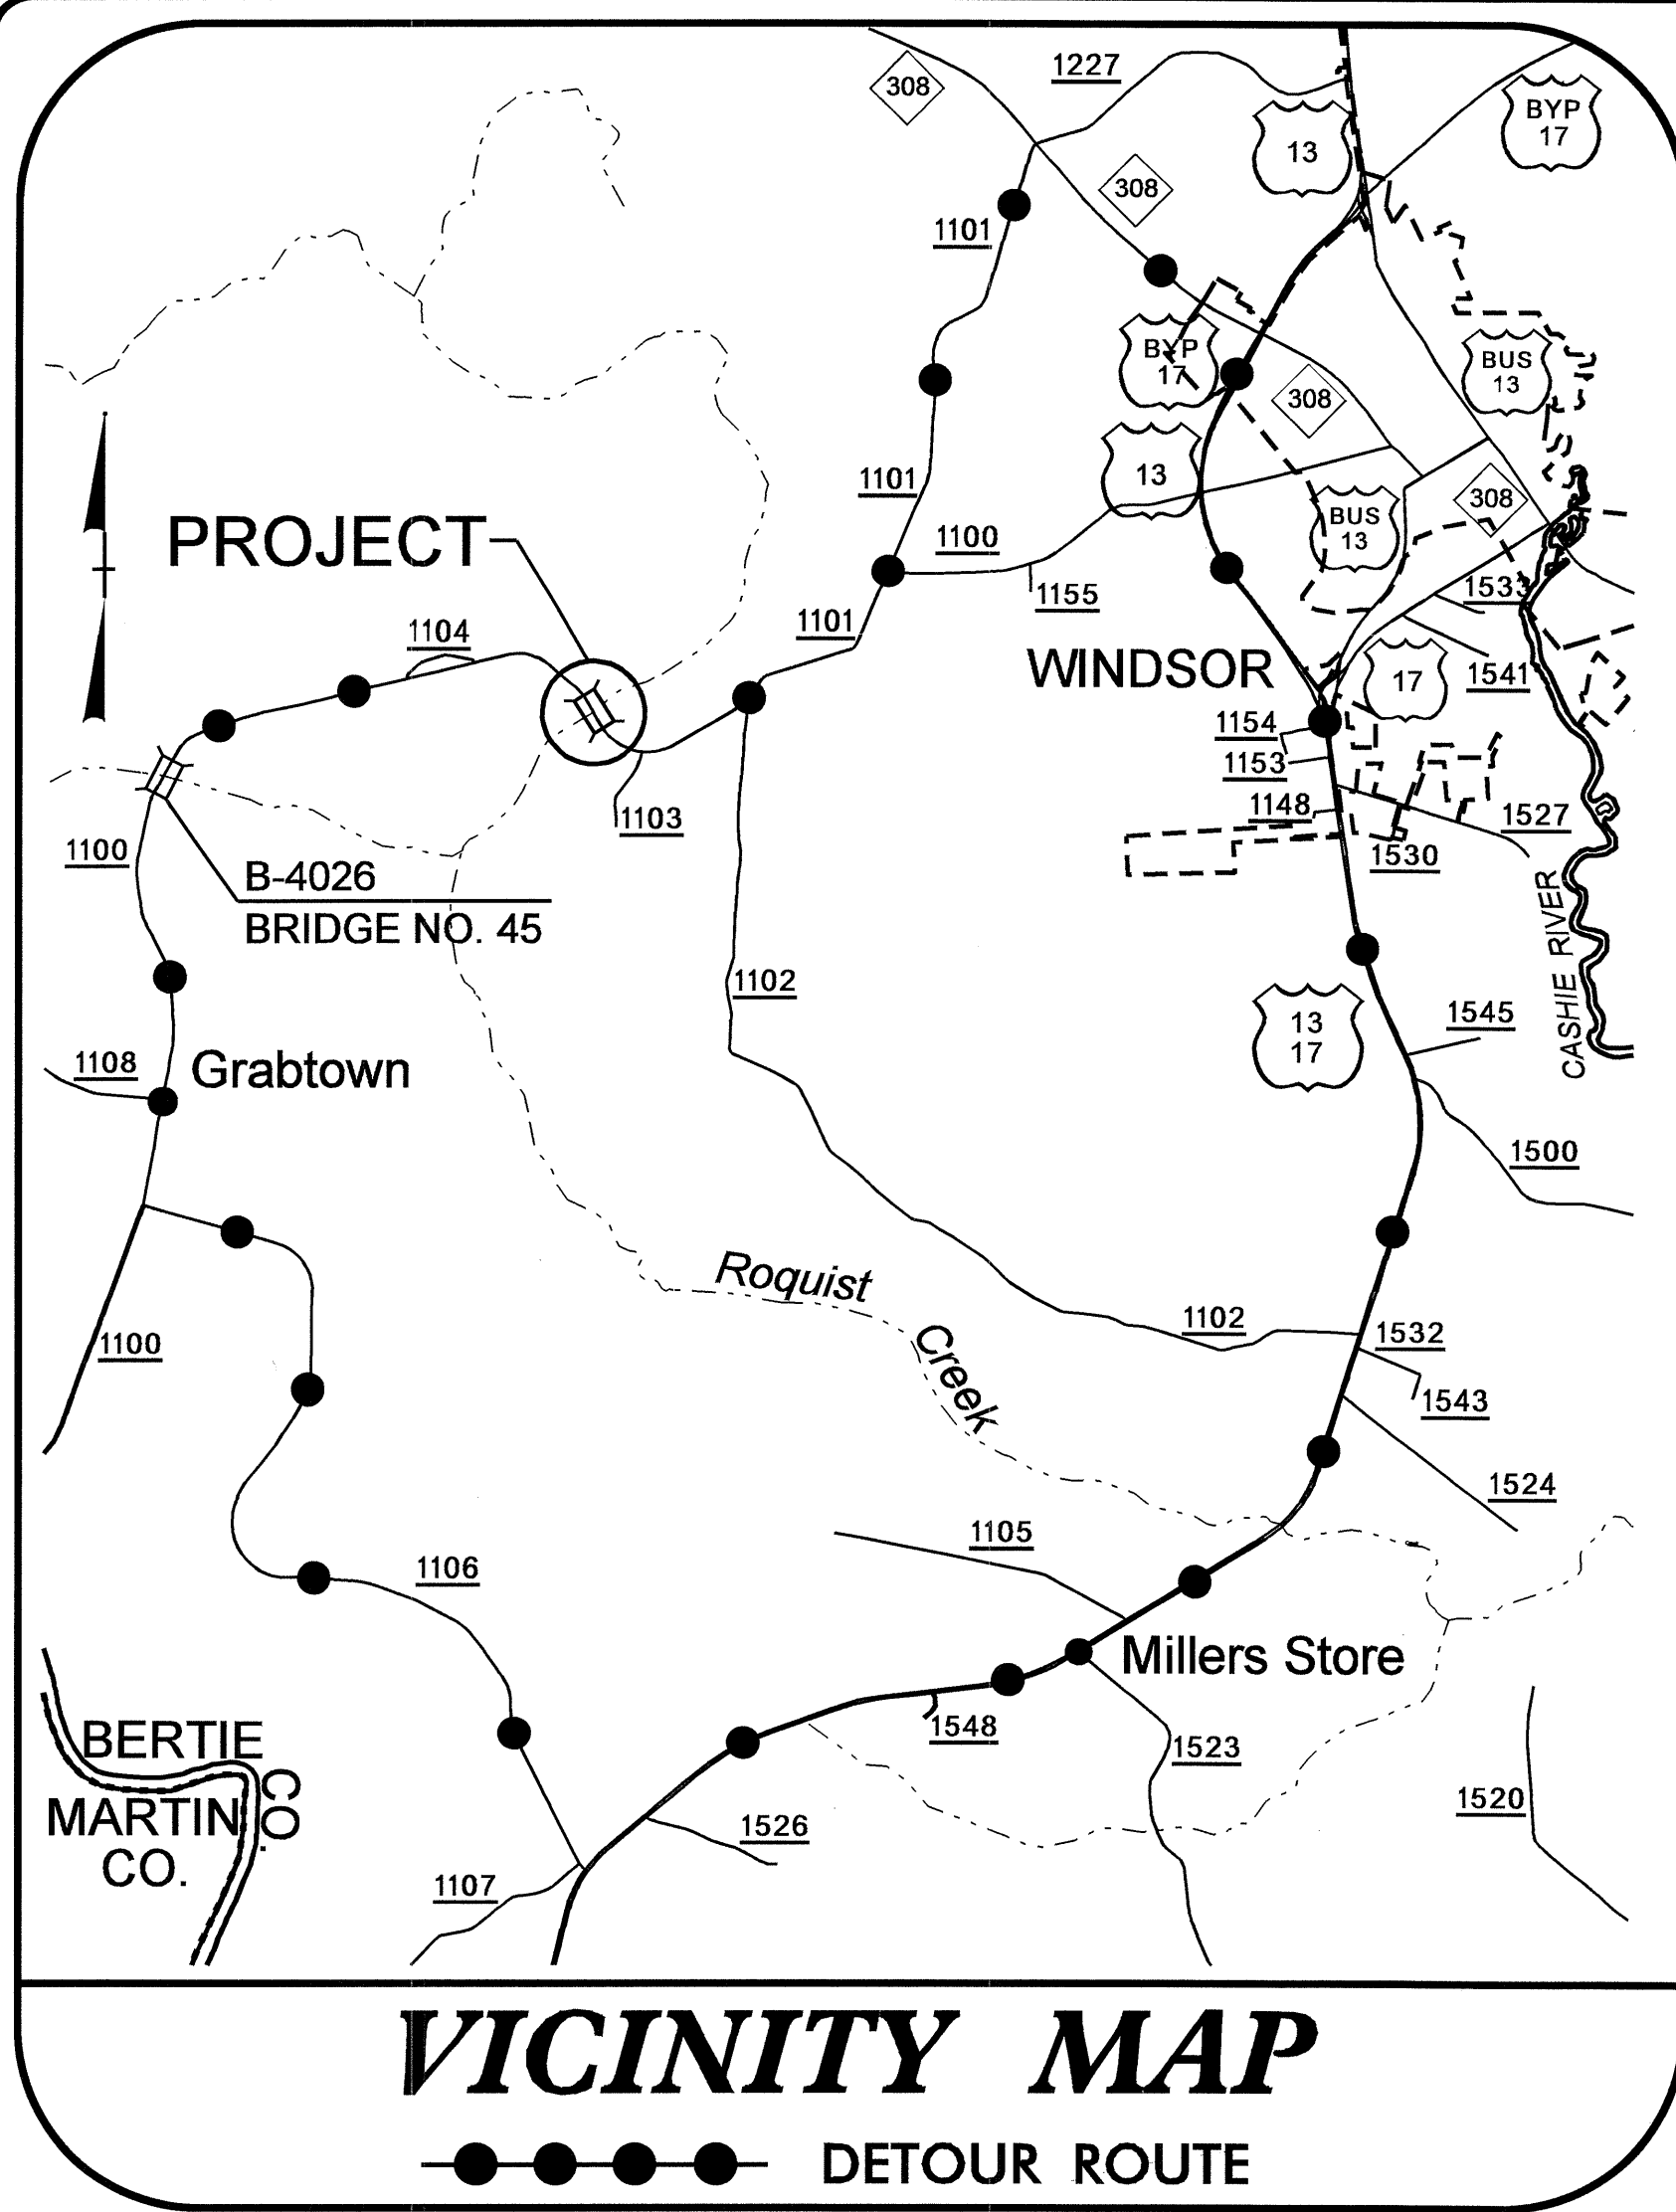 308
1227
13
BYP
17
308
1101
BYP
17
308
BUS
13
13
1101
308
1100
BUS
13
PROJECT
1155
1533
1101
1104
WINDSOR
17
1541
1154
1153
1148
1527
1103
1530
1100
B-4026
BRIDGE NO. 45
CASHIE RIVER
1102
13
17
1545
1108
Grabtown
1500
Roquist
Creek
1102
1532
1100
1543
1524
1105
1106
Millers Store
BERTIE
CO.
MARTIN
CO.
1548
1523
1520
1526
1107
VICINITY MAP
DETOUR ROUTE